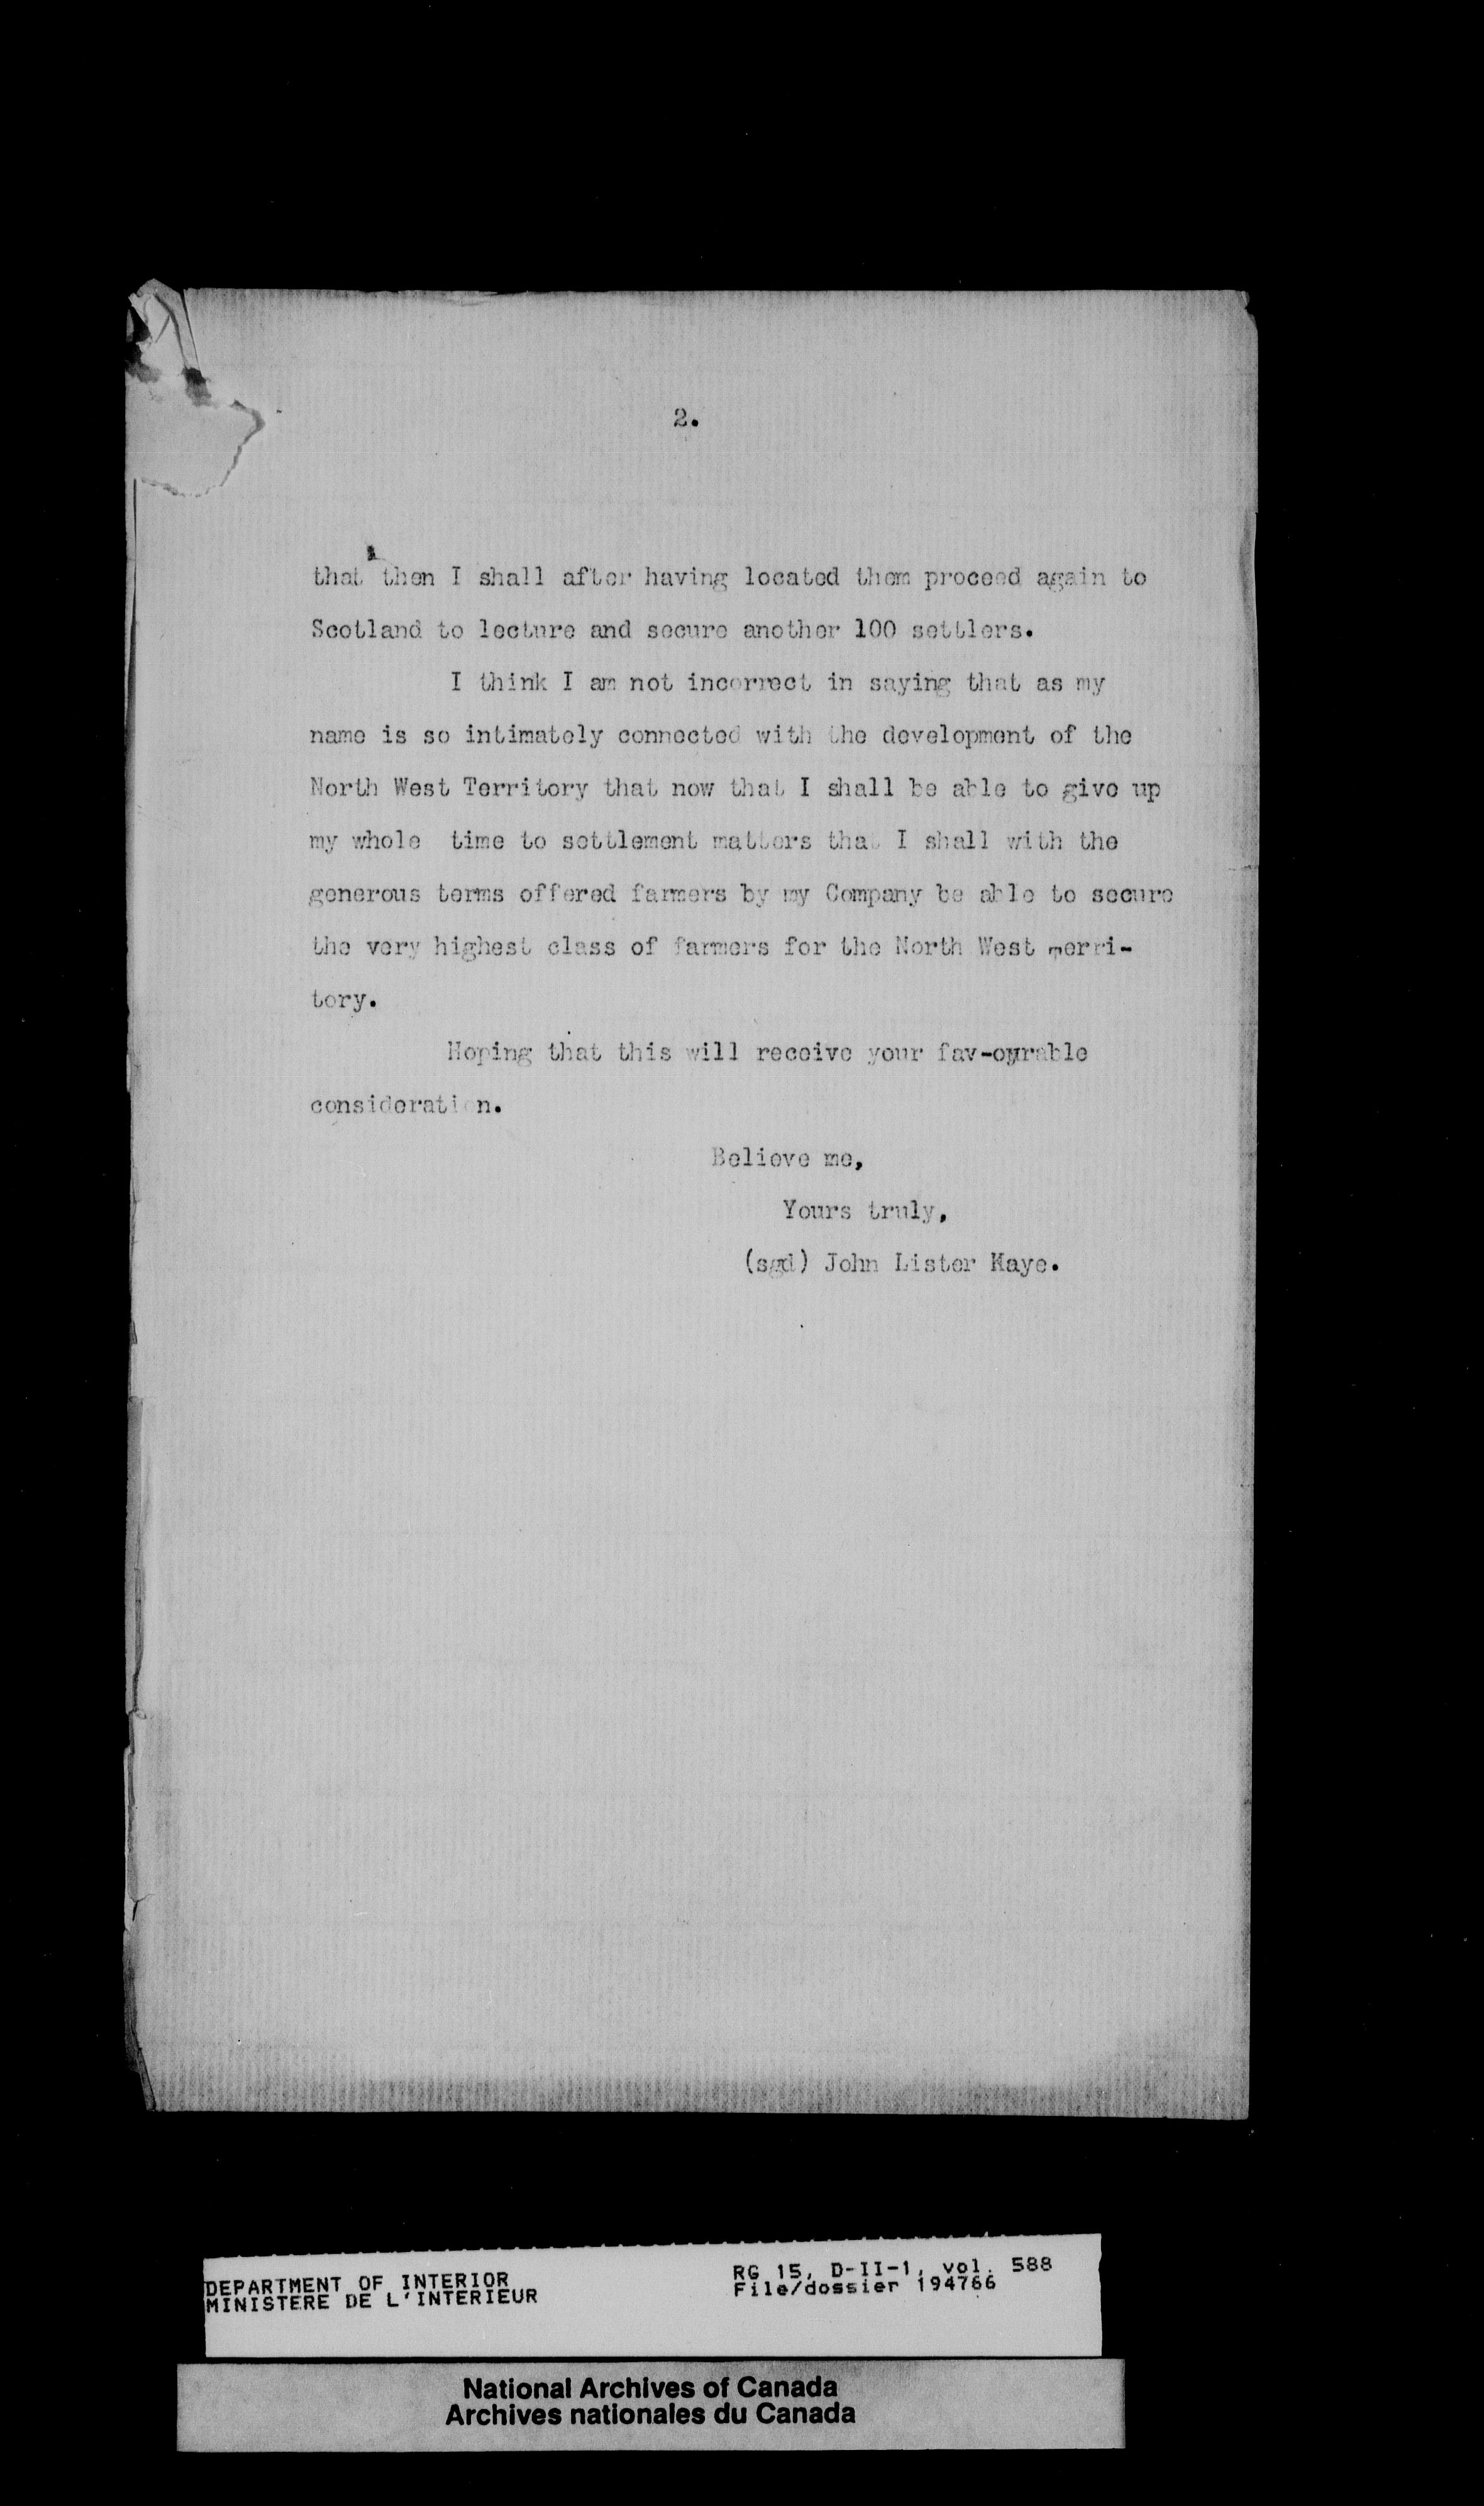 2.
that then I shall after having located them proceed again to
Scotland to lecture and secure another 100 settlers.
I think I am not incorrect in saying that as my
name is so intimately connected with the development of the
North West Territory that now that I shall be able to give up
my whole time to settlement matters that I shall with the
generous terms offered farmers by my Company be able to secure
the very highest class of farmers for the North West Terri-
tory.
Hoping that this will receive your fav-ourable
consideration.
Believe me,
Yours truly,
(sgd) John Lister Kaye.
DEPARTMENT OF INTERIOR
MINISTERE DE L'INTERIEUR
RG 15, D-II-1, vol. 588
File/dossier 194766
National Archives of Canada
Archives nationales du Canada